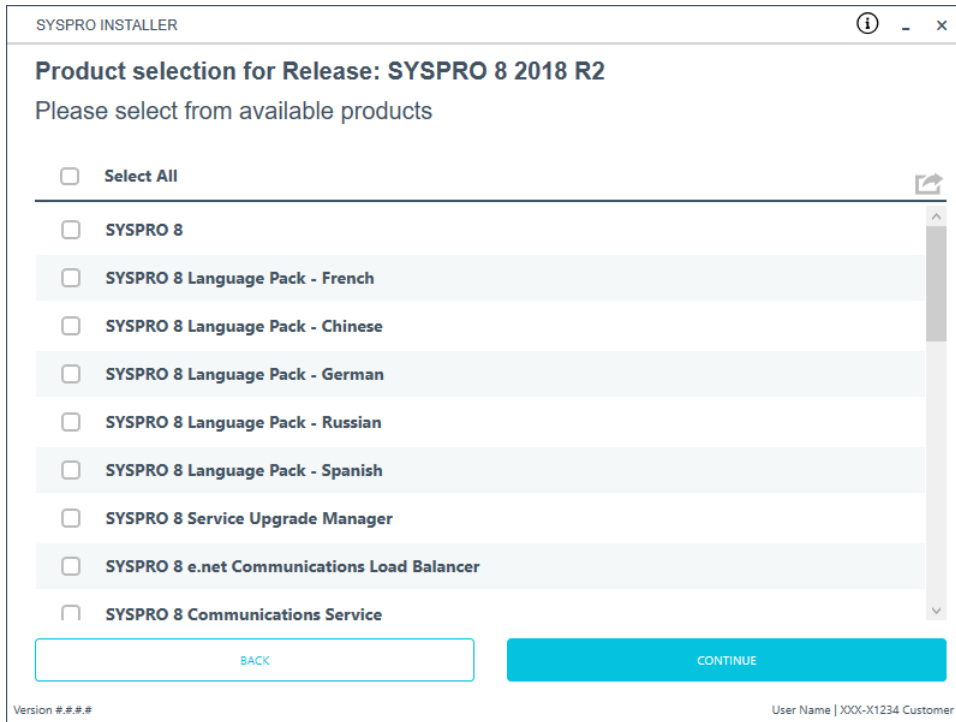 SYSPRO INSTALLER
Product selection for Release: SYSPRO 8 2018 R2
Please select from available products
Select All
SYSPRO 8
SYSPRO 8 Language Pack - French
SYSPRO 8 Language Pack - Chinese
SYSPRO 8 Language Pack - German
SYSPRO 8 Language Pack - Russian
SYSPRO 8 Language Pack - Spanish
SYSPRO 8 Service Upgrade Manager
SYSPRO 8 e.net Communications Load Balancer
SYSPRO 8 Communications Service
BACK
CONTINUE
Version #.#.#.#
User Name | XXX-X1234 Customer